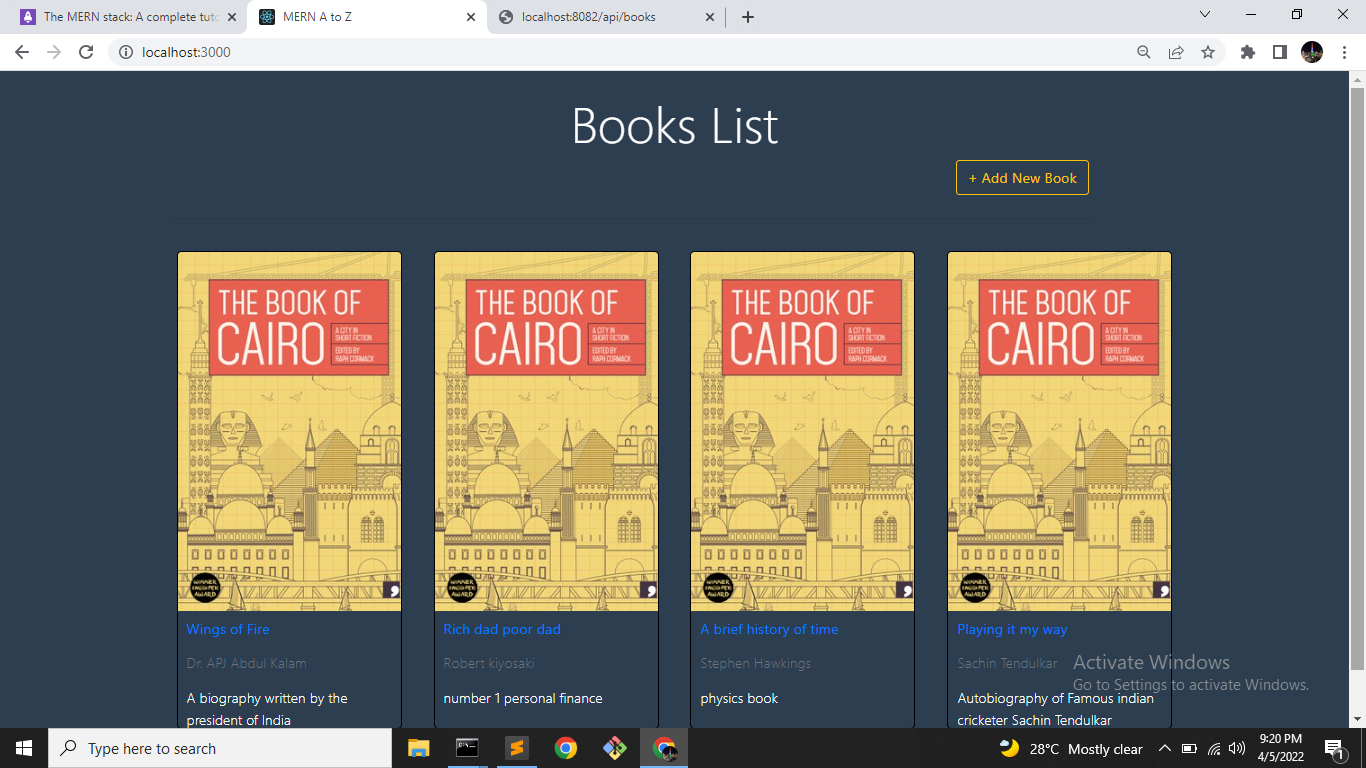 The MERN stack: A complete tuto
MERN A to Z
localhost:8082/api/books
localhost:3000
Books List
+ Add New Book
THE BOOK OF
CAIRO
A CITY IN
SHORT FICTION
EDITED BY
RAPH CORMACK
WINNER
ENGLISH PEN
AWARD
Wings of Fire
Dr. APJ Abdul Kalam
A biography written by the
president of India
THE BOOK OF
CAIRO
A CITY IN
SHORT FICTION
EDITED BY
RAPH CORMACK
WINNER
ENGLISH PEN
AWARD
Rich dad poor dad
Robert kiyosaki
number 1 personal finance
THE BOOK OF
CAIRO
A CITY IN
SHORT FICTION
EDITED BY
RAPH CORMACK
WINNER
ENGLISH PEN
AWARD
A brief history of time
Stephen Hawkings
physics book
THE BOOK OF
CAIRO
A CITY IN
SHORT FICTION
EDITED BY
RAPH CORMACK
WINNER
ENGLISH PEN
AWARD
Playing it my way
Sachin Tendulkar
Autobiography of Famous indian
cricketer Sachin Tendulkar
Activate Windows
Go to Settings to activate Windows.
Type here to search
28°C Mostly clear
9:20 PM
4/5/2022
1